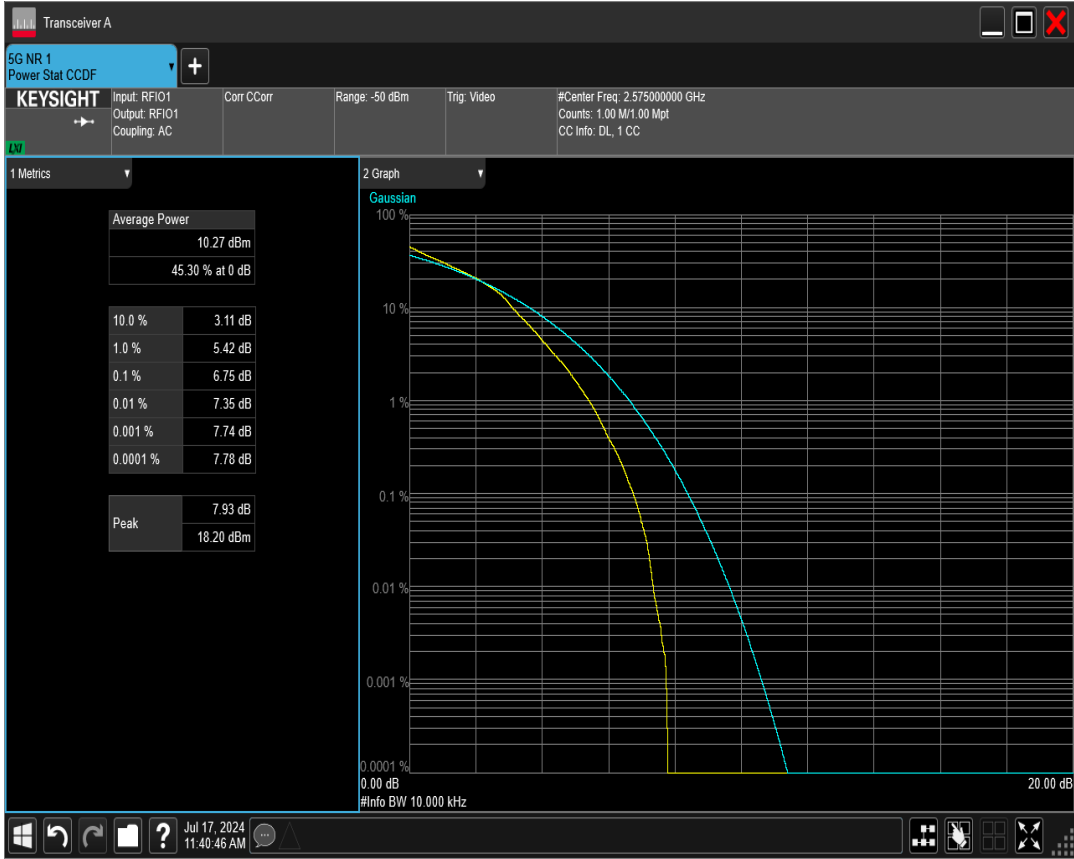 Transceiver A
5G NR 1
Power Stat CCDF
+
KEYSIGHT
LXI
Input: RFIO1
Output: RFIO1
Coupling: AC
Corr CCorr
Range: -50 dBm
Trig: Video
#Center Freq: 2.575000000 GHz
Counts: 1.00 M/1.00 Mpt
CC Info: DL, 1 CC
1 Metrics
Average Power
10.27 dBm
45.30 % at 0 dB
10.0 % 3.11 dB
1.0 % 5.42 dB
0.1 % 6.75 dB
0.01 % 7.35 dB
0.001 % 7.74 dB
0.0001 % 7.78 dB
Peak
7.93 dB
18.20 dBm
2 Graph
Gaussian
100 %
10 %
1 %
0.1 %
0.01 %
0.001 %
0.0001 %
0.00 dB
20.00 dB
#Info BW 10.000 kHz
?
Jul 17, 2024
11:40:46 AM